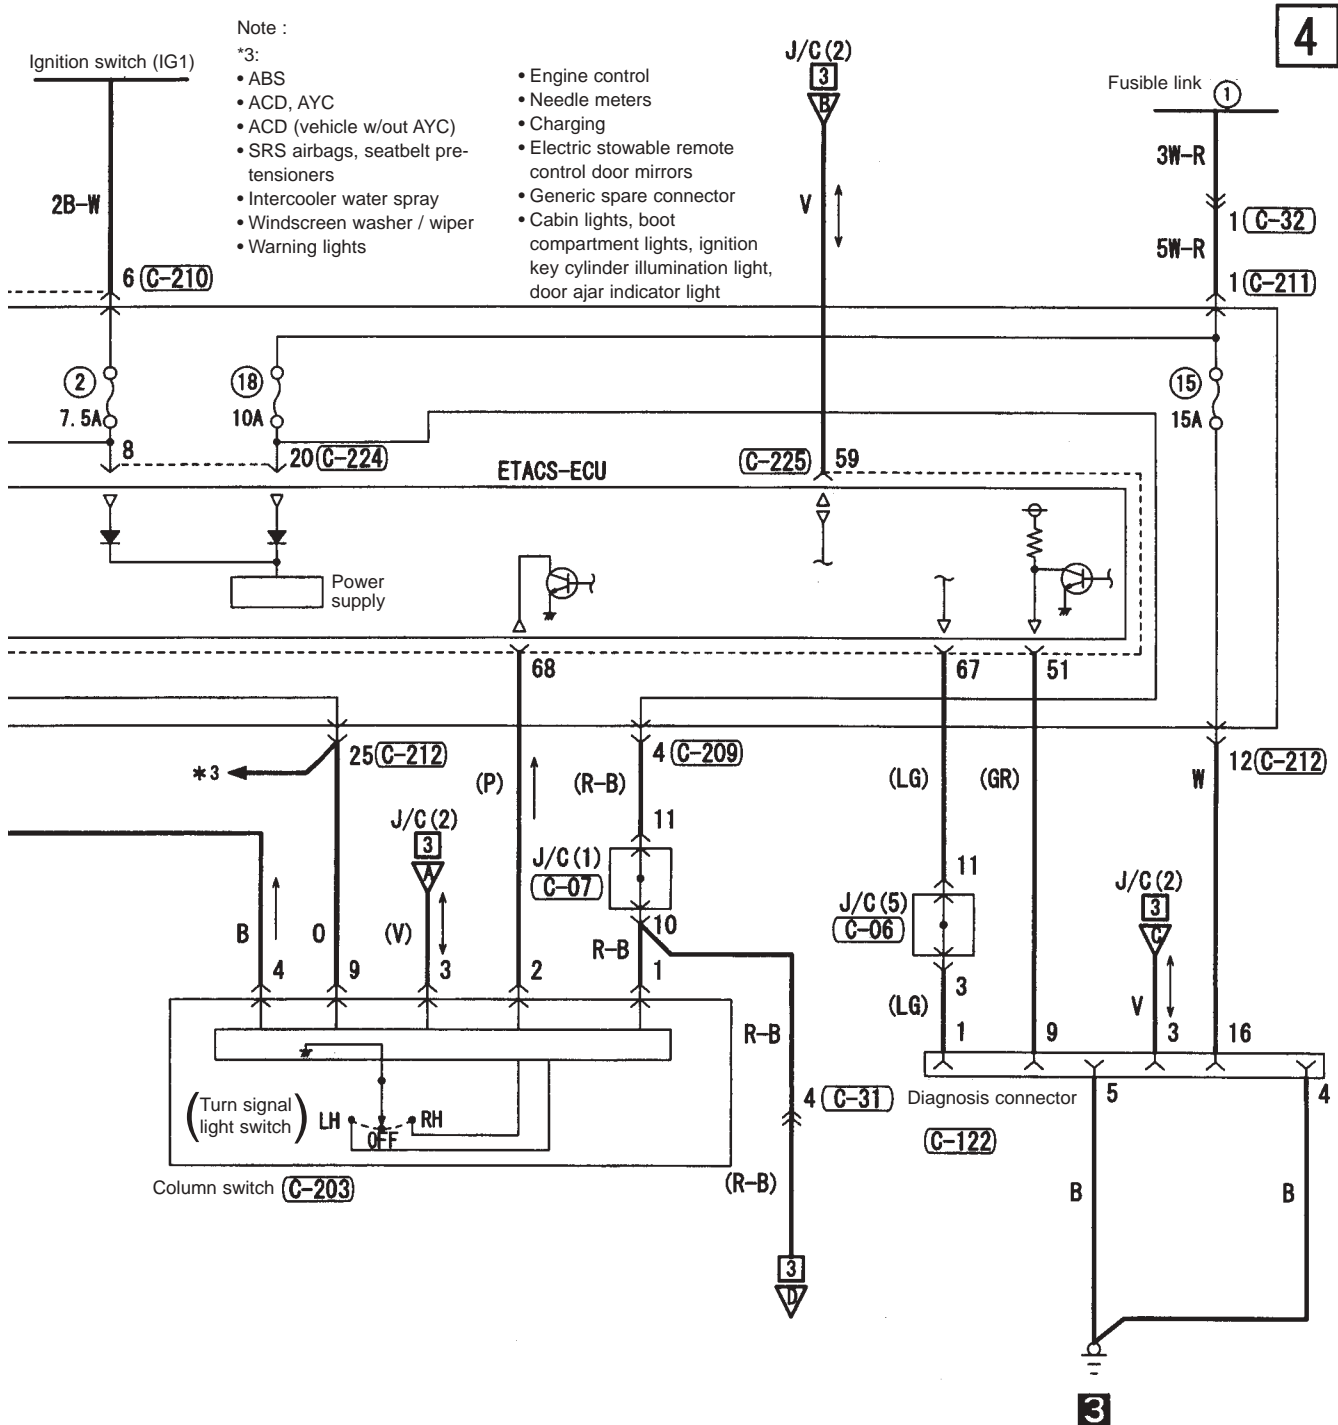 4
Note :
*3:
• ABS
• ACD, AYC
• ACD (vehicle w/out AYC)
• SRS airbags, seatbelt pre-
tensioners
• Intercooler water spray
• Windscreen washer / wiper
• Warning lights
• Engine control
• Needle meters
• Charging
• Electric stowable remote
control door mirrors
• Generic spare connector
• Cabin lights, boot
compartment lights, ignition
key cylinder illumination light,
door ajar indicator light
Ignition switch (IG1)
2B-W
6 C-210
J/C(2)
3
B
V
Fusible link 1
3W-R
1 C-32
5W-R
1 C-211
2
7.5A
18
10A
15
15A
8
20 C-224
ETACS-ECU
C-225 59
Power
supply
68
67
51
25 C-212
*3
(P)
(R-B)
4 C-209
(LG)
(GR)
W
12 C-212
J/C(2)
3
A
11
J/C(1)
C-07
10
11
J/C(5)
C-06
3
J/C(2)
3
C
B
O
(V)
R-B
4
9
3
2
1
(LG)
V
1
9
3
16
R-B
(Turn signal
light switch)
LH
OFF
RH
4 C-31
Diagnosis connector
5
4
C-122
Column switch C-203
(R-B)
B
B
3
D
3